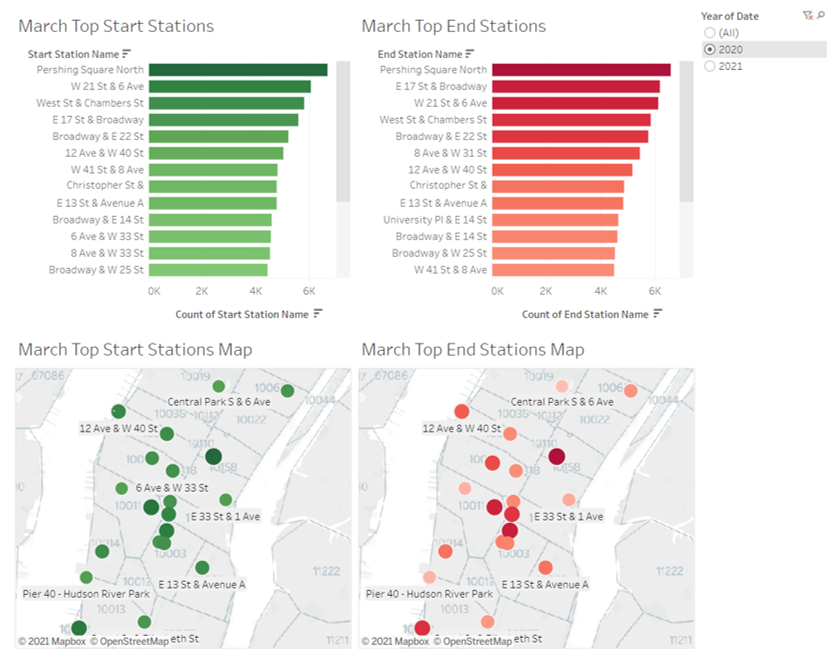 March Top Start Stations
Start Station Name
Pershing Square North
W 21 St & 6 Ave
West St & Chambers St
E 17 St & Broadway
Broadway & E 22 St
12 Ave & W 40 St
W 41 St & 8 Ave
Christopher St &
E 13 St & Avenue A
Broadway & E 14 St
6 Ave & W 33 St
8 Ave & W 33 St
Broadway & W 25 St
0K 2K 4K 6K
Count of Start Station Name
March Top End Stations
End Station Name
Pershing Square North
E 17 St & Broadway
W 21 St & 6 Ave
West St & Chambers St
Broadway & E 22 St
8 Ave & W 31 St
12 Ave & W 40 St
Christopher St &
E 13 St & Avenue A
University Pl & E 14 St
Broadway & E 14 St
Broadway & W 25 St
W 41 St & 8 Ave
0K 2K 4K 6K
Count of End Station Name
Year of Date
(All)
2020
2021
March Top Start Stations Map
07086
10019
1006
10044
Central Park S & 6 Ave
10036
10022
12 Ave & W 40 St
10110
6 Ave & W 33 St
E 33 St & 1 Ave
10003
E 13 St & Avenue A
11222
10012
Pier 40 - Hudson River Park
10013
eth St
11211
© 2021 Mapbox © OpenStreetMap
March Top End Stations Map
07086
10019
1006
10044
Central Park S & 6 Ave
10036
10022
12 Ave & W 40 St
10110
E 33 St & 1 Ave
10003
E 13 St & Avenue A
11222
10012
Pier 40 - Hudson River Park
10013
eth St
11211
© 2021 Mapbox © OpenStreetMap